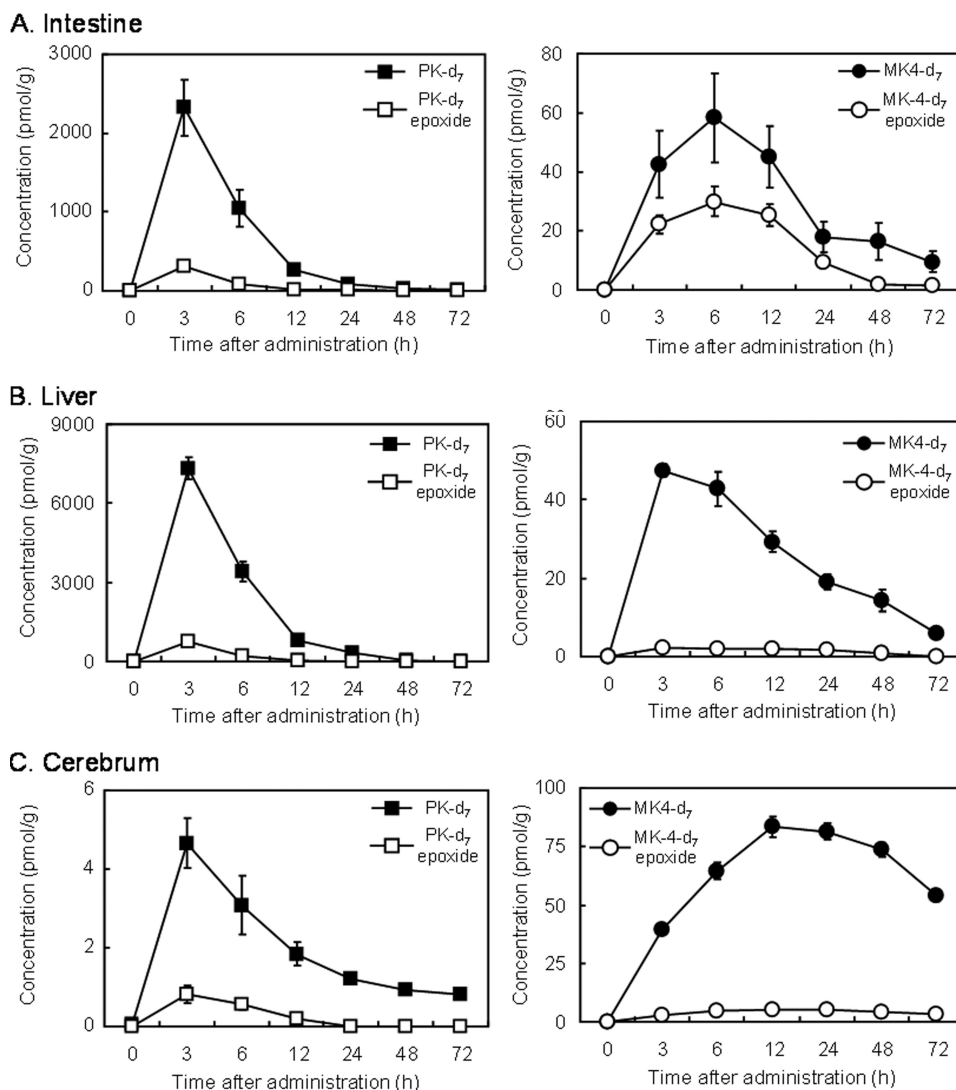 A. Intestine
Concentration (pmol/g)
3000
2000
1000
0
PK-d₇
PK-d₇
epoxide
0 3 6 12 24 48 72
Time after administration (h)
Concentration (pmol/g)
80
60
40
20
0
MK4-d₇
MK-4-d₇
epoxide
0 3 6 12 24 48 72
Time after administration (h)
B. Liver
Concentration (pmol/g)
9000
6000
3000
0
PK-d₇
PK-d₇
epoxide
0 3 6 12 24 48 72
Time after administration (h)
Concentration (pmol/g)
60
40
20
0
MK4-d₇
MK-4-d₇
epoxide
0 3 6 12 24 48 72
Time after administration (h)
C. Cerebrum
Concentration (pmol/g)
6
4
2
0
PK-d₇
PK-d₇
epoxide
0 3 6 12 24 48 72
Time after administration (h)
Concentration (pmol/g)
100
75
50
25
0
MK4-d₇
MK-4-d₇
epoxide
0 3 6 12 24 48 72
Time after administration (h)